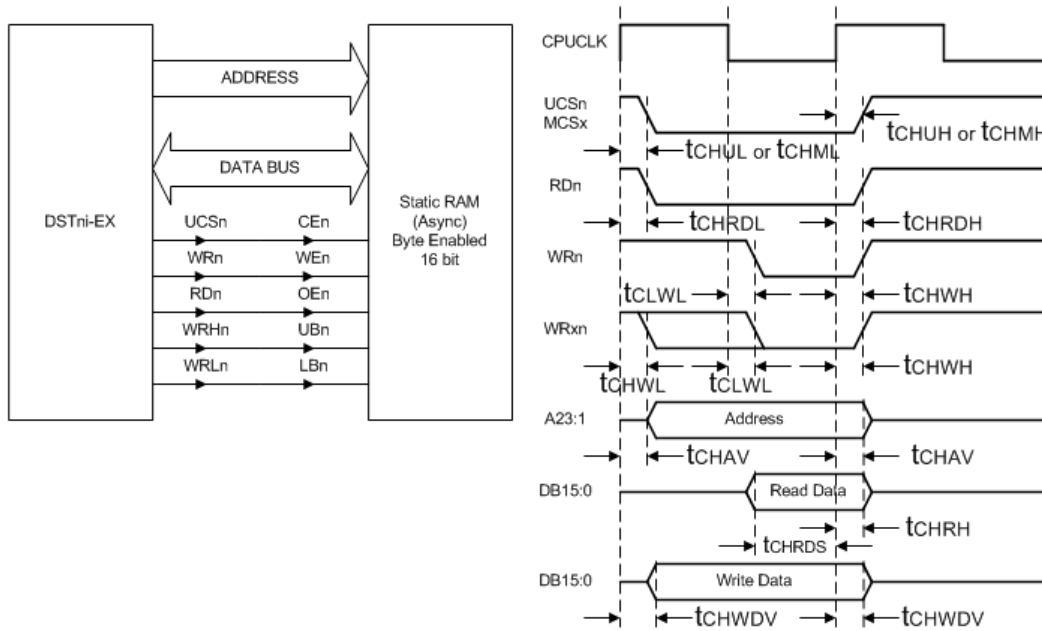 ADDRESS
DATA BUS
DSTni-EX
Static RAM
(Async)
Byte Enabled
16 bit
UCSn CEn
WRn WEn
RDn OEn
WRHn UBn
WRLn LBn
CPUCLK
UCSn
MCSx
tCHUH or tCHMH
tCHUL or tCHML
RDn
tCHRDL tCHRDH
WRn
tCLWL tCHWH
WRxn
tCHWH
tCHWL tCLWL
A23:1 Address
tCHAV tCHAV
DB15:0 Read Data
tCHRH
tCHRDS
DB15:0 Write Data
tCHWDV tCHWDV